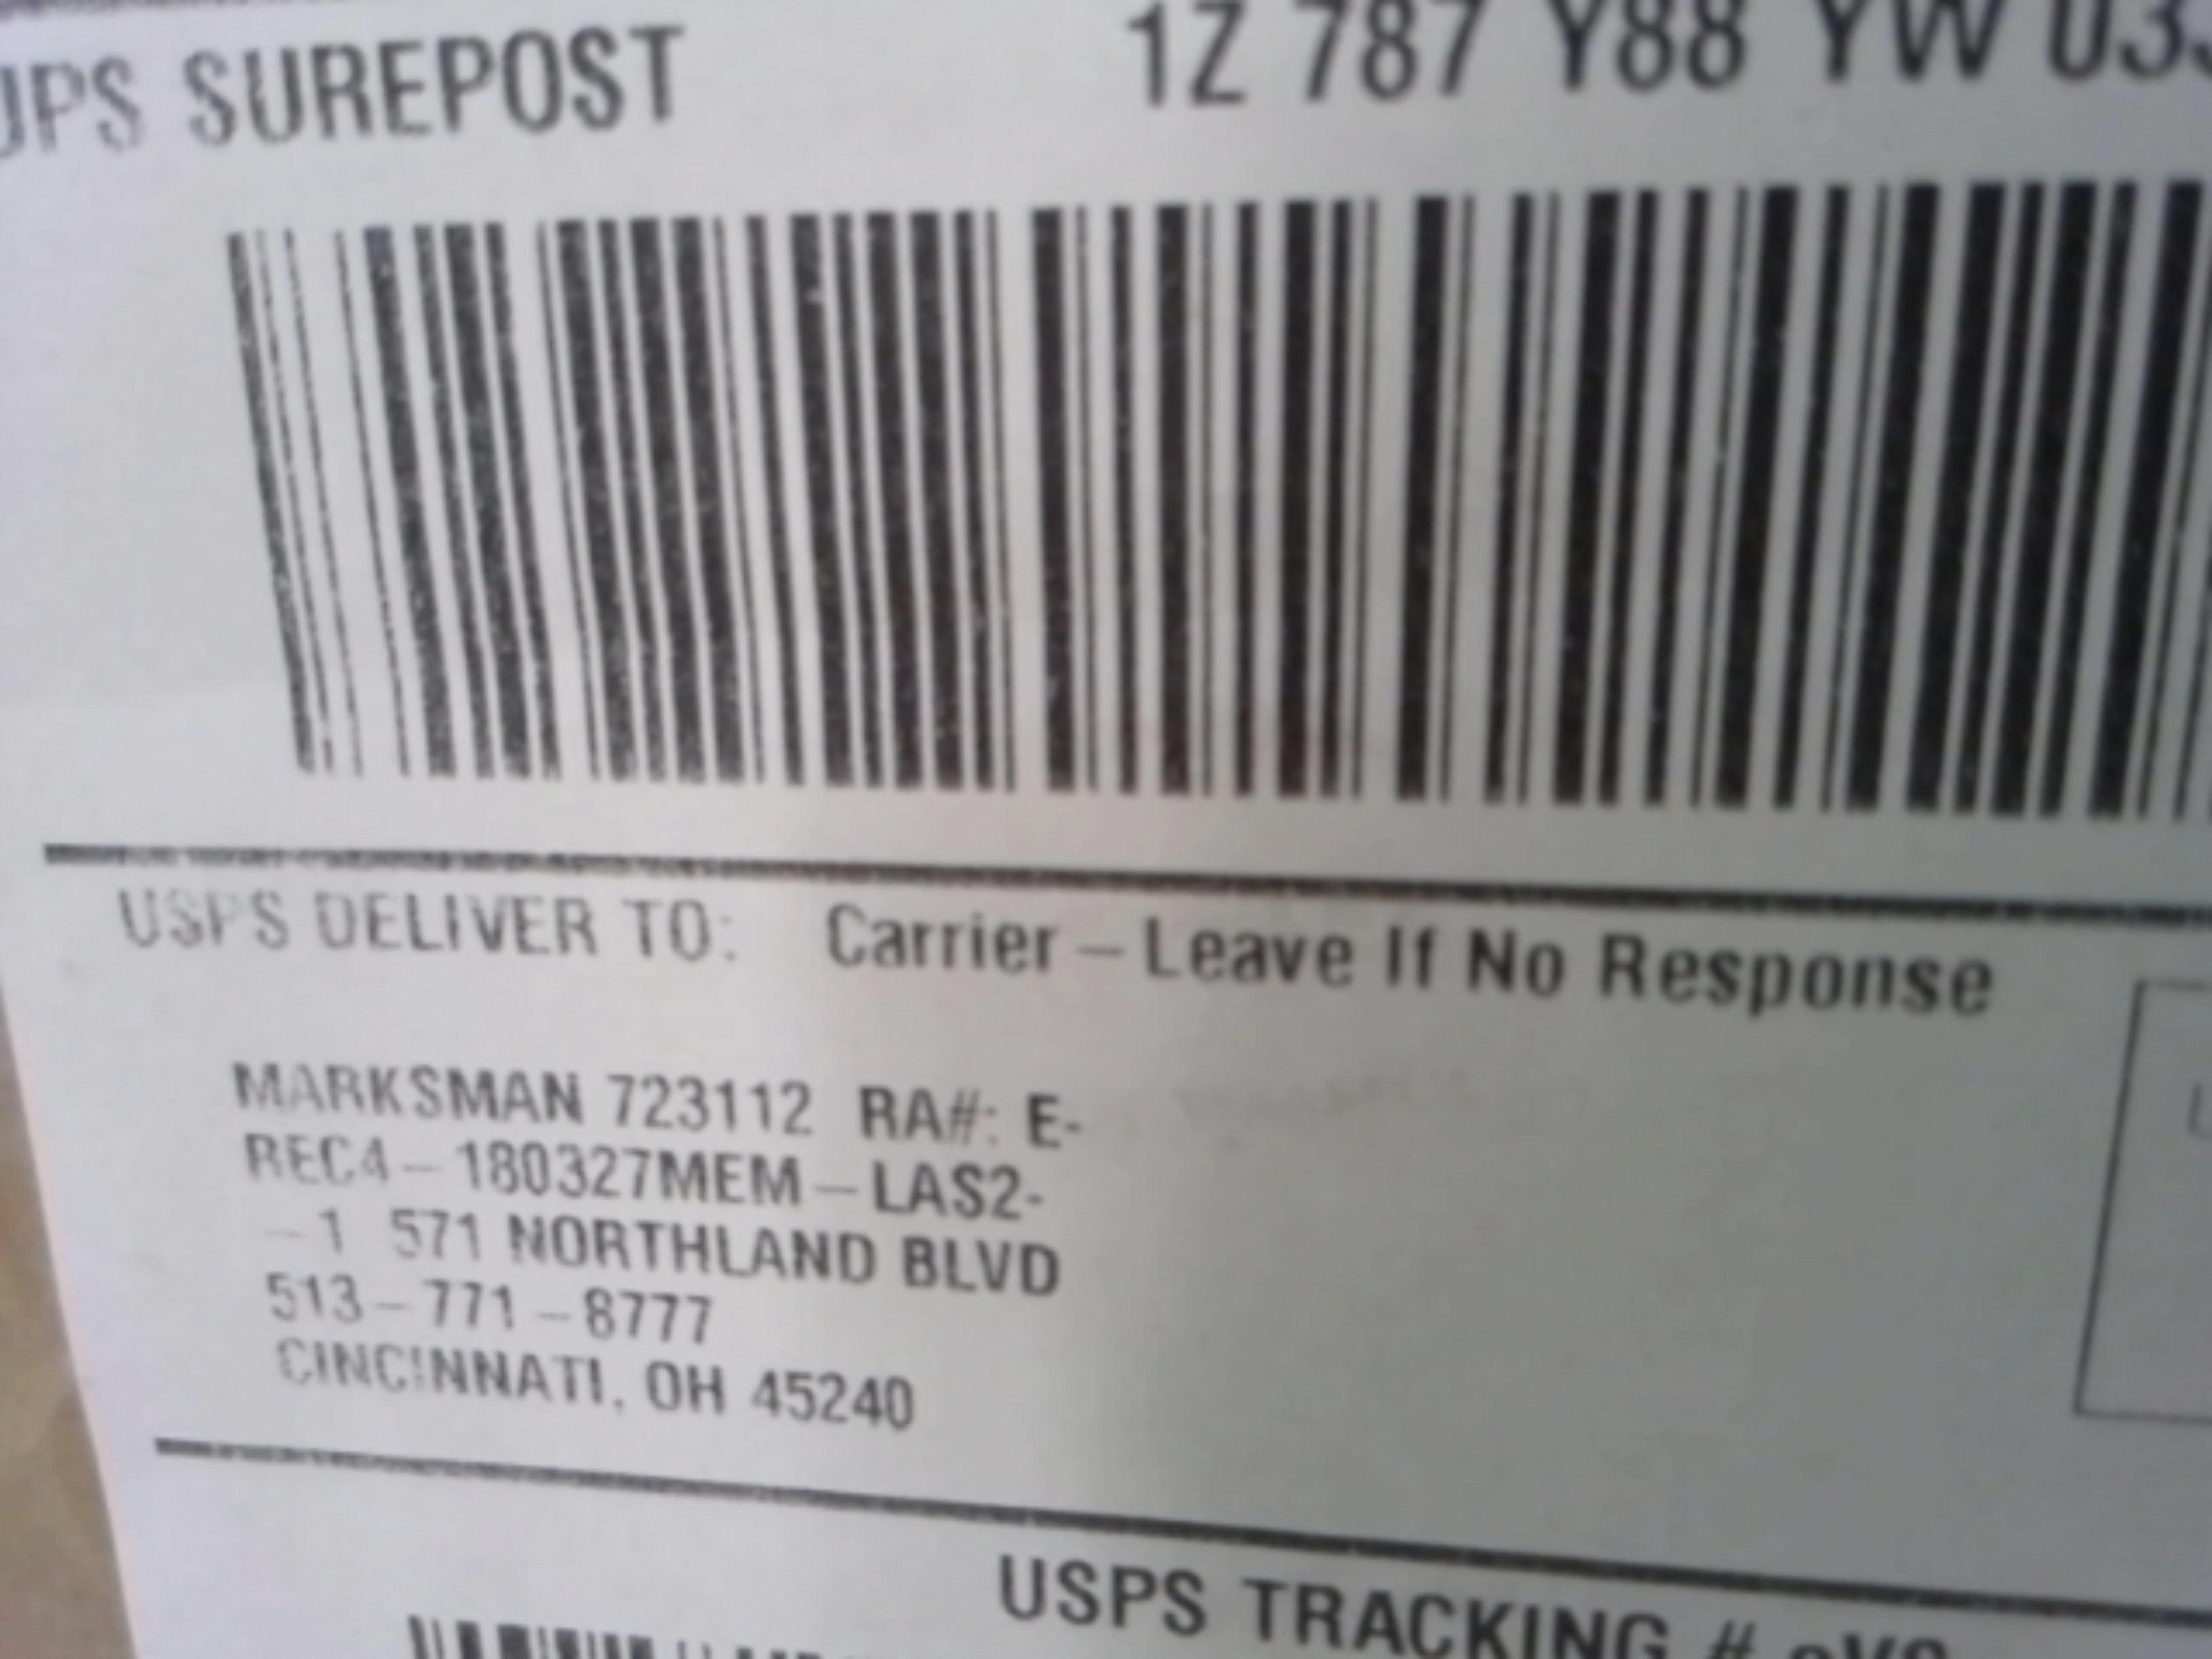 UPS SUREPOST 1Z 787 Y88 YW 03
USPS DELIVER TO: Carrier – Leave If No Response
MARKSMAN 723112 RA#: E-
REC4 – 180327MEM – LAS2-
– 1 571 NORTHLAND BLVD
513 – 771 – 8777
CINCINNATI, OH 45240
USPS TRACKING #